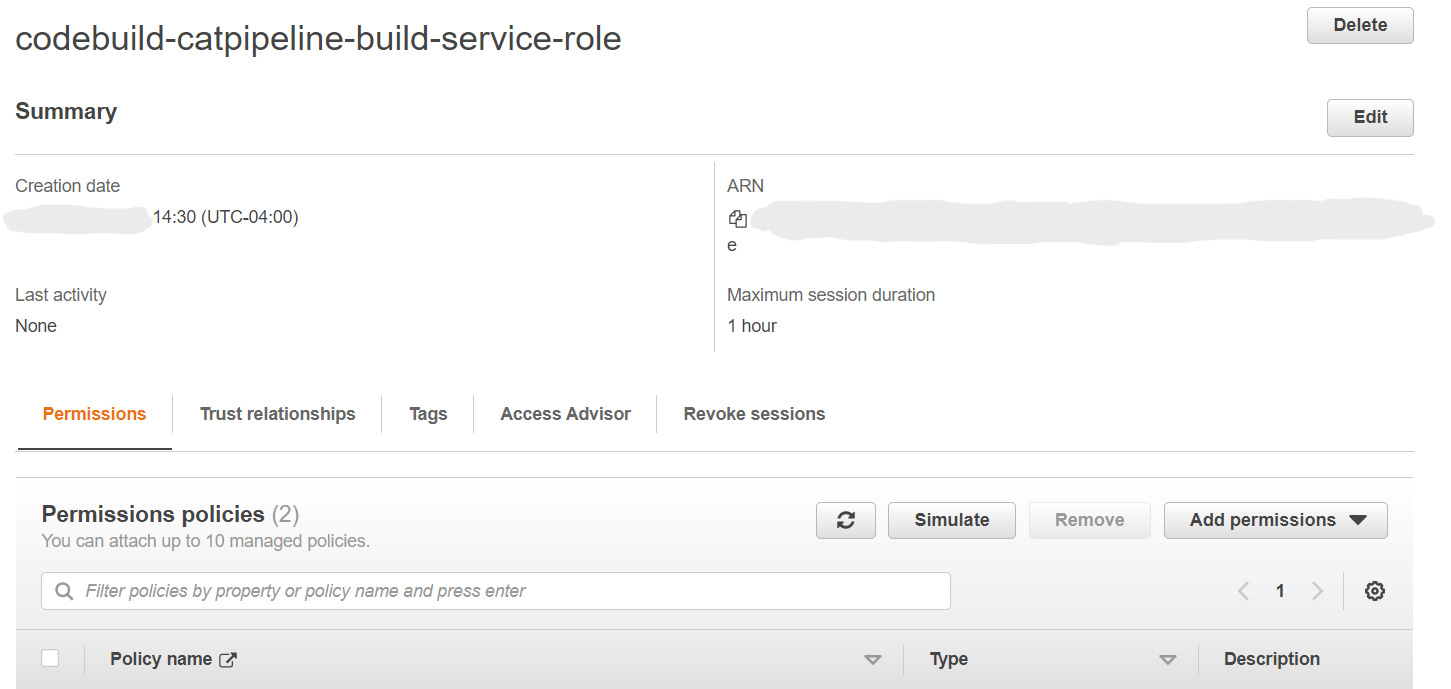 codebuild-catpipeline-build-service-role
Delete
Summary
Edit
Creation date
14:30 (UTC-04:00)
ARN
e
Last activity
None
Maximum session duration
1 hour
Permissions
Trust relationships
Tags
Access Advisor
Revoke sessions
Permissions policies (2)
You can attach up to 10 managed policies.
Simulate
Remove
Add permissions
Filter policies by property or policy name and press enter
1
Policy name
Type
Description